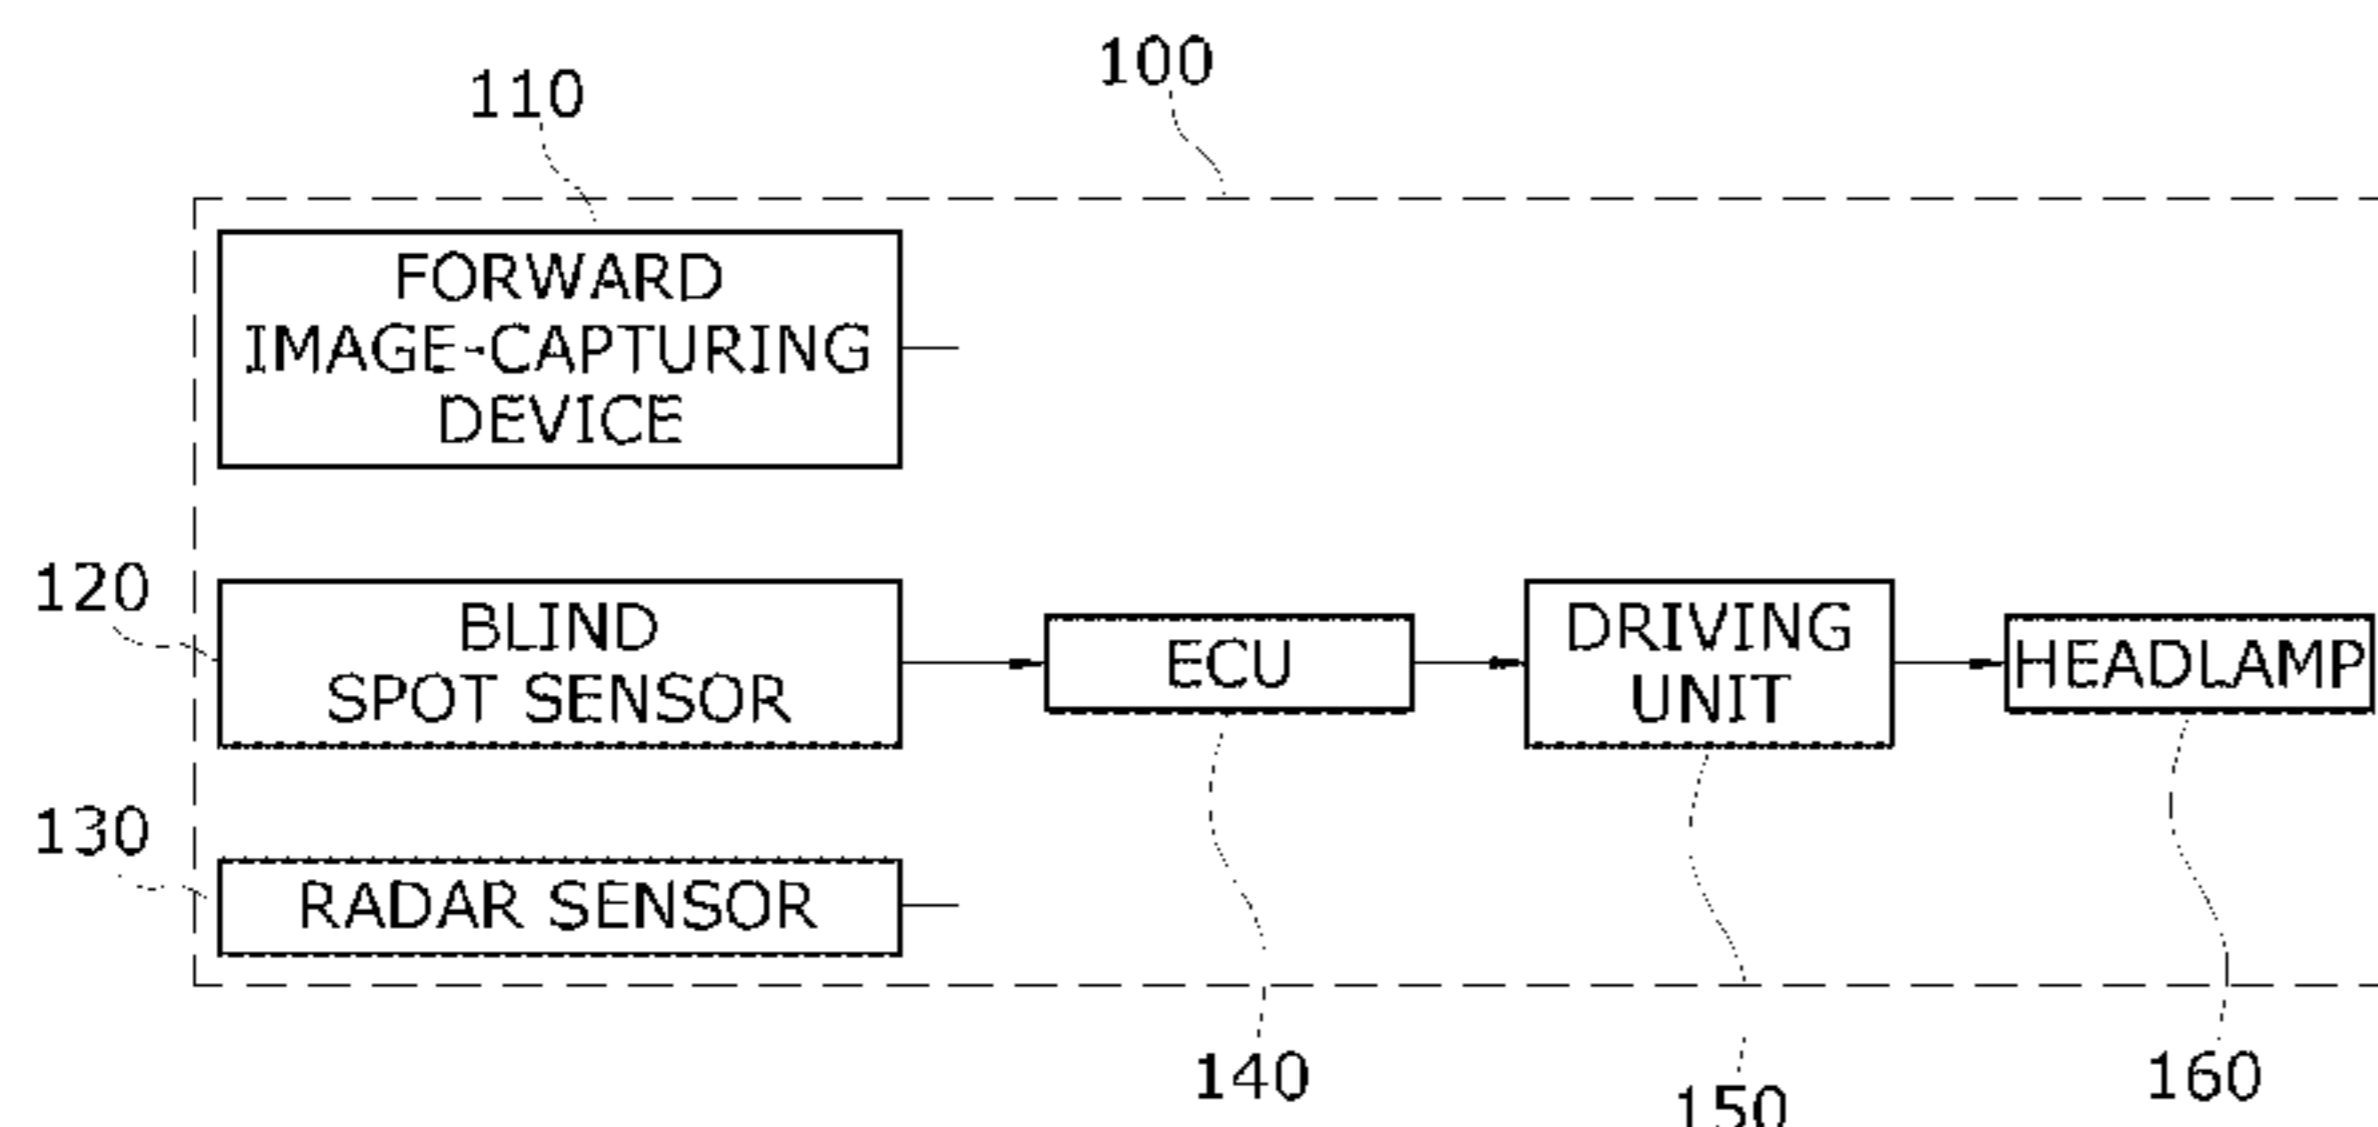 100
110
FORWARD
IMAGE-CAPTURING
DEVICE
120
BLIND
SPOT SENSOR
ECU
DRIVING
UNIT
HEADLAMP
130
RADAR SENSOR
140
150
160